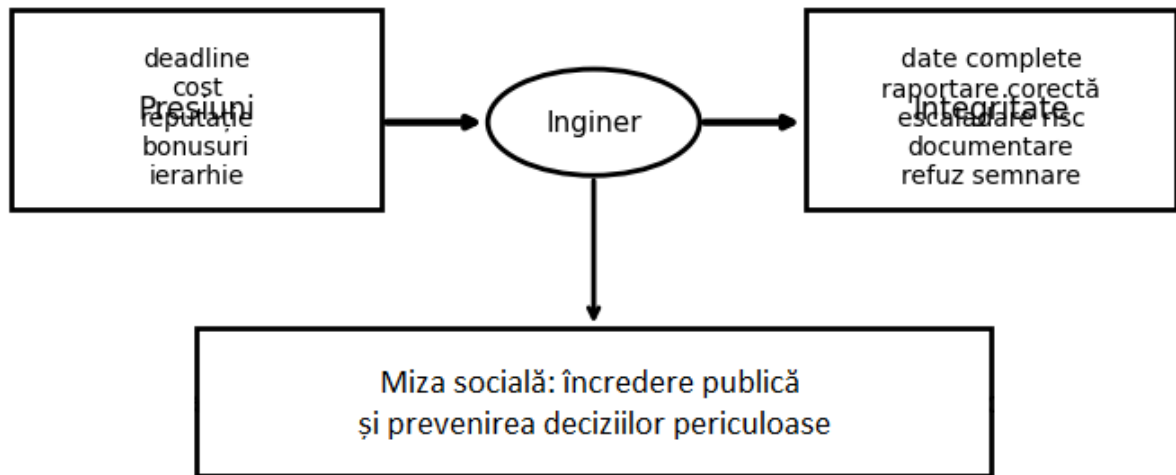 Presiuni
deadline
cost
reputație
bonusuri
ierarhie
Inginer
Integritate
date complete
raportare corectă
escaladare risc
documentare
refuz semnare
Miza socială: încredere publică
și prevenirea deciziilor periculoase